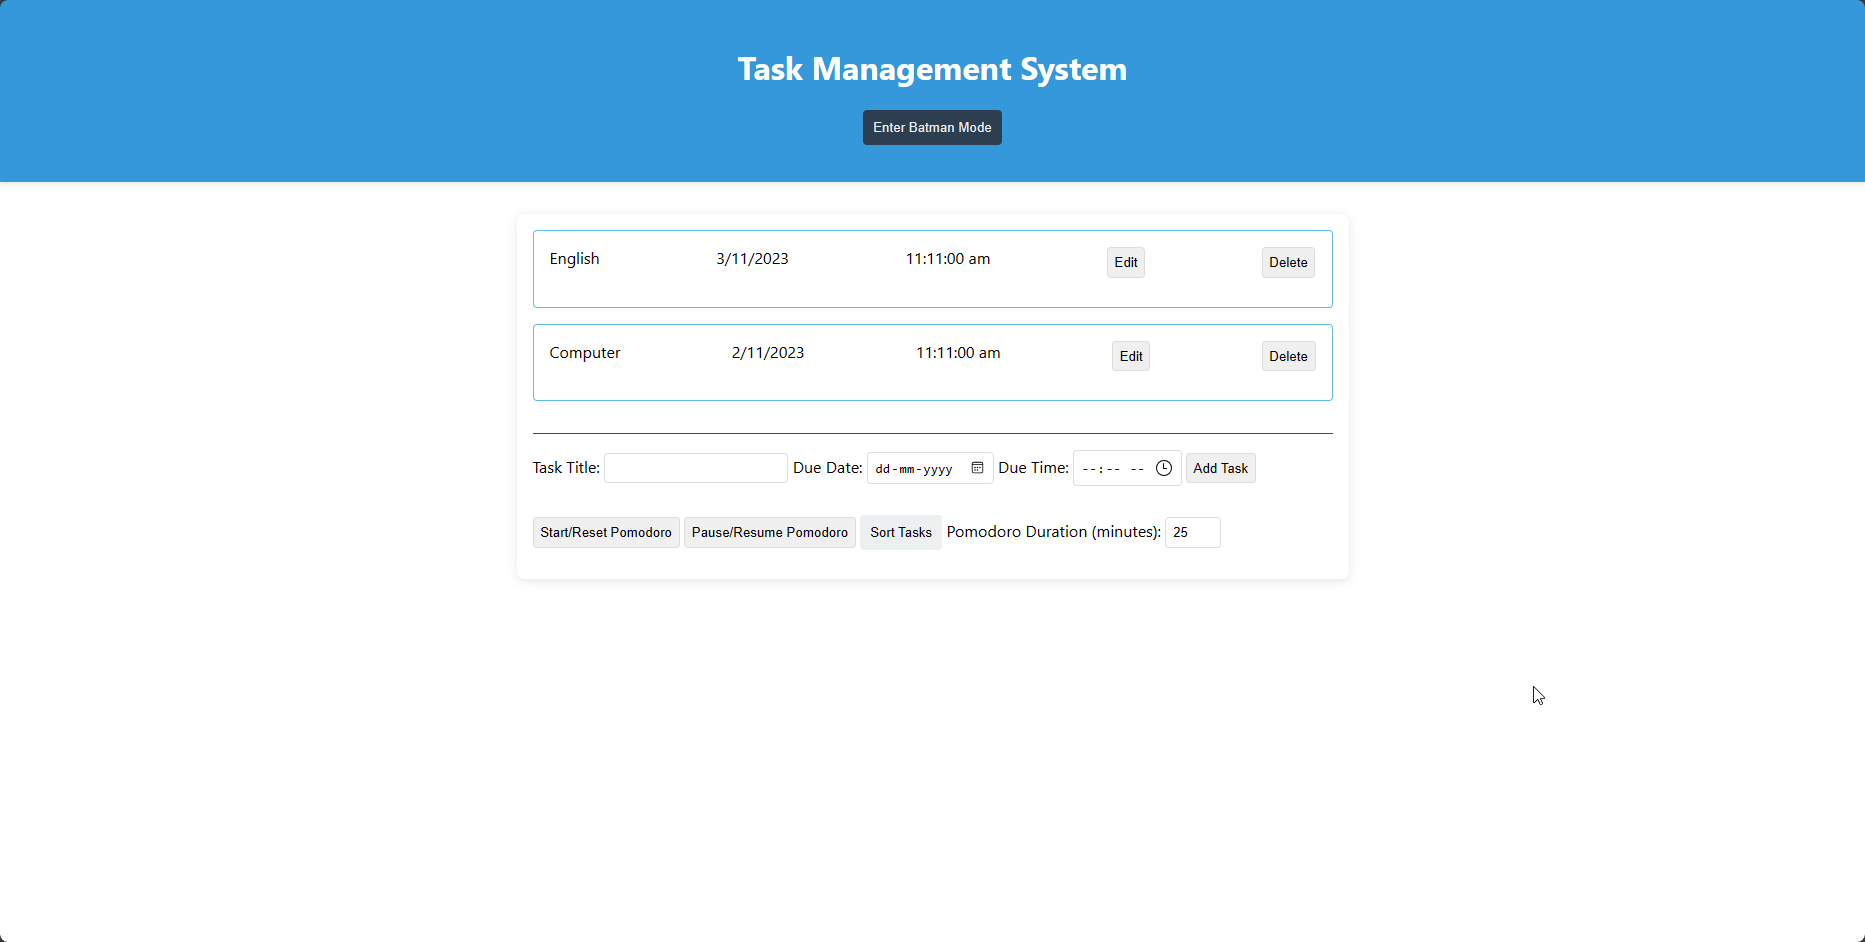 Task Management System
Enter Batman Mode
English 3/11/2023 11:11:00 am Edit Delete
Computer 2/11/2023 11:11:00 am Edit Delete
Task Title: Due Date: dd-mm-yyyy Due Time: --:-- -- Add Task
Start/Reset Pomodoro Pause/Resume Pomodoro Sort Tasks Pomodoro Duration (minutes): 25